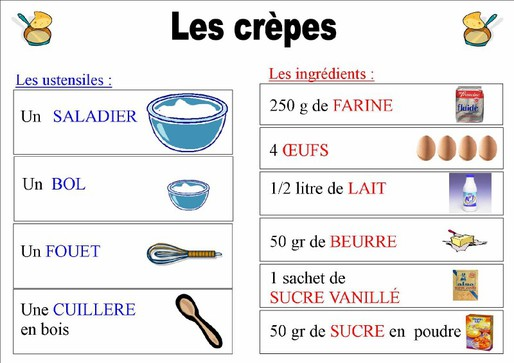 Les crèpes
Les ustensiles :
Un SALADIER
Un BOL
Un FOUET
Une CUILLERE
en bois
Les ingrédients :
250 g de FARINE
4 ŒUFS
1/2 litre de LAIT
50 gr de BEURRE
1 sachet de
SUCRE VANILLÉ
50 gr de SUCRE en poudre